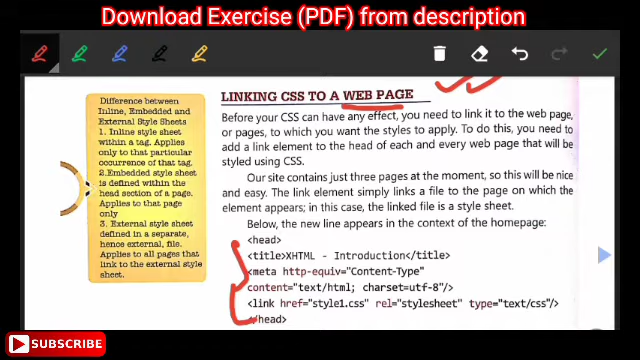 Download Exercise (PDF) from description
Difference between
Inline, Embedded and
External Style Sheets
1. Inline style sheet
within a tag. Applies
only to that particular
occurrence of that tag.
2.Embedded style sheet
is defined within the
head section of a page.
Applies to that page
only
3. External style sheet
defined in a separate,
hence external, file.
Applies to all pages that
link to the external style
sheet.
LINKING CSS TO A WEB PAGE
Before your CSS can have any effect, you need to link it to the web page,
or pages, to which you want the styles to apply. To do this, you need to
add a link element to the head of each and every web page that will be
styled using CSS.
Our site contains just three pages at the moment, so this will be nice
and easy. The link element simply links a file to the page on which the
element appears; in this case, the linked file is a style sheet.
Below, the new line appears in the context of the homepage:
<head>
<title>XHTML - Introduction</title>
<meta http-equiv="Content-Type"
content="text/html; charset=utf-8"/>
<link href="style1.css" rel="stylesheet" type="text/css"/>
</head>
SUBSCRIBE